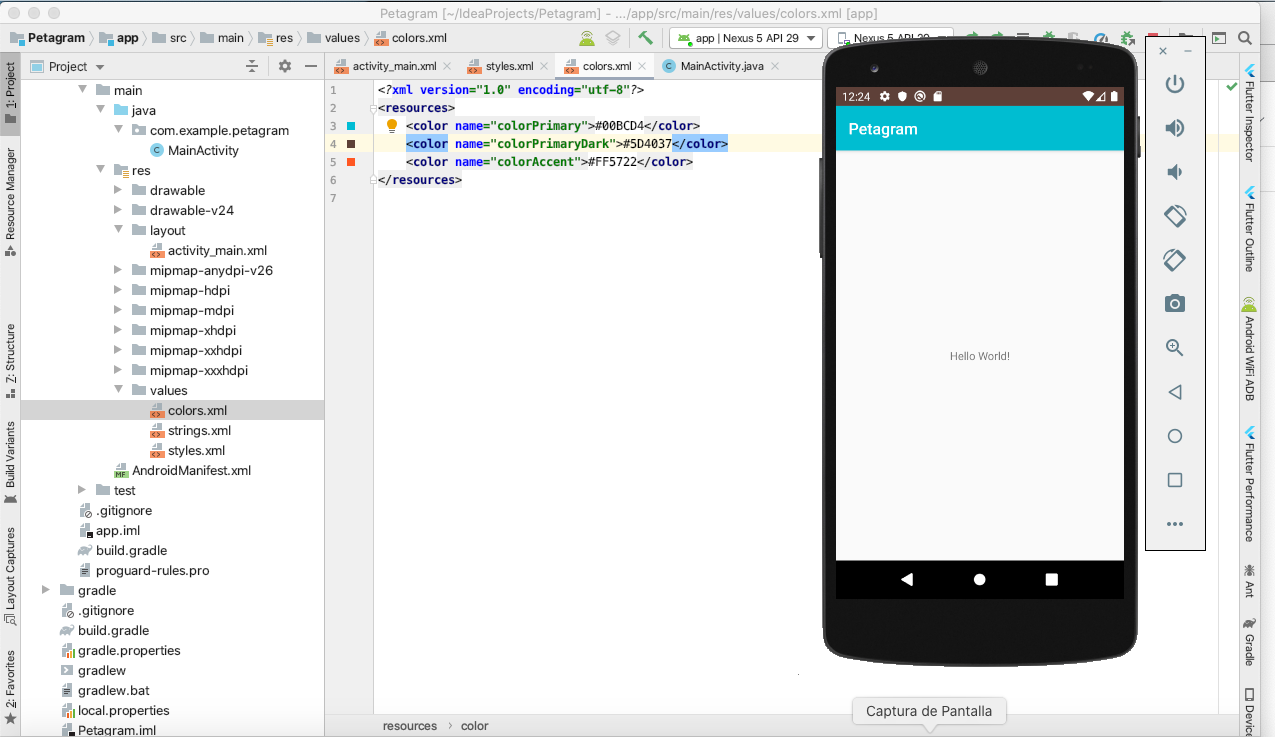 Petagram [~/IdeaProjects/Petagram] - .../app/src/main/res/values/colors.xml [app]
Petagram app src main res values colors.xml
app | Nexus 5 API 29
Nexus 5 API 29
Project
activity_main.xml
styles.xml
colors.xml
MainActivity.java
1: Project
Resource Manager
Z: Structure
Build Variants
Layout Captures
2: Favorites
main
java
com.example.petagram
MainActivity
res
drawable
drawable-v24
layout
activity_main.xml
mipmap-anydpi-v26
mipmap-hdpi
mipmap-mdpi
mipmap-xhdpi
mipmap-xxhdpi
mipmap-xxxhdpi
values
colors.xml
strings.xml
styles.xml
AndroidManifest.xml
test
.gitignore
app.iml
build.gradle
proguard-rules.pro
gradle
.gitignore
build.gradle
gradle.properties
gradlew
gradlew.bat
local.properties
Petagram.iml
1 <?xml version="1.0" encoding="utf-8"?>
2 <resources>
3 <color name="colorPrimary">#00BCD4</color>
4 <color name="colorPrimaryDark">#5D4037</color>
5 <color name="colorAccent">#FF5722</color>
6 </resources>
7
resources › color
12:24
Petagram
Hello World!
Captura de Pantalla
Flutter Inspector
Flutter Outline
Android WiFi ADB
Flutter Performance
Ant
Gradle